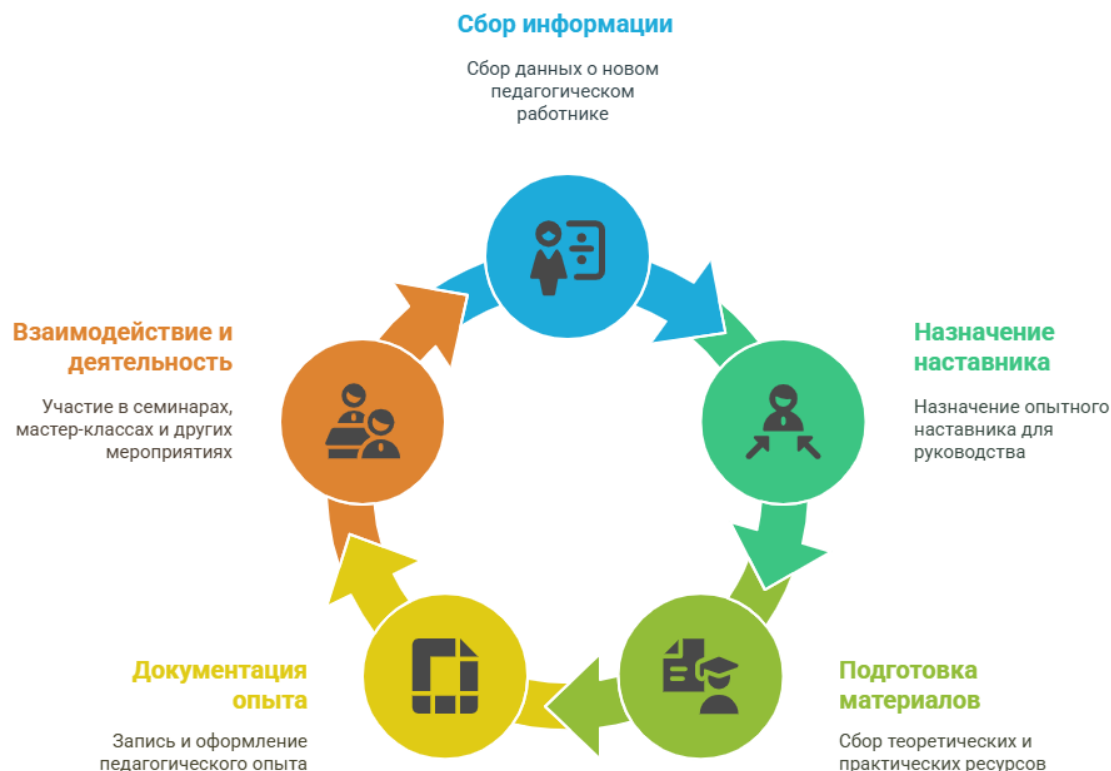 Сбор информации
Сбор данных о новом
педагогическом
работнике
Назначение
наставника
Назначение опытного
наставника для
руководства
Подготовка
материалов
Сбор теоретических и
практических ресурсов
Документация
опыта
Запись и оформление
педагогического опыта
Взаимодействие и
деятельность
Участие в семинарах,
мастер-классах и других
мероприятиях